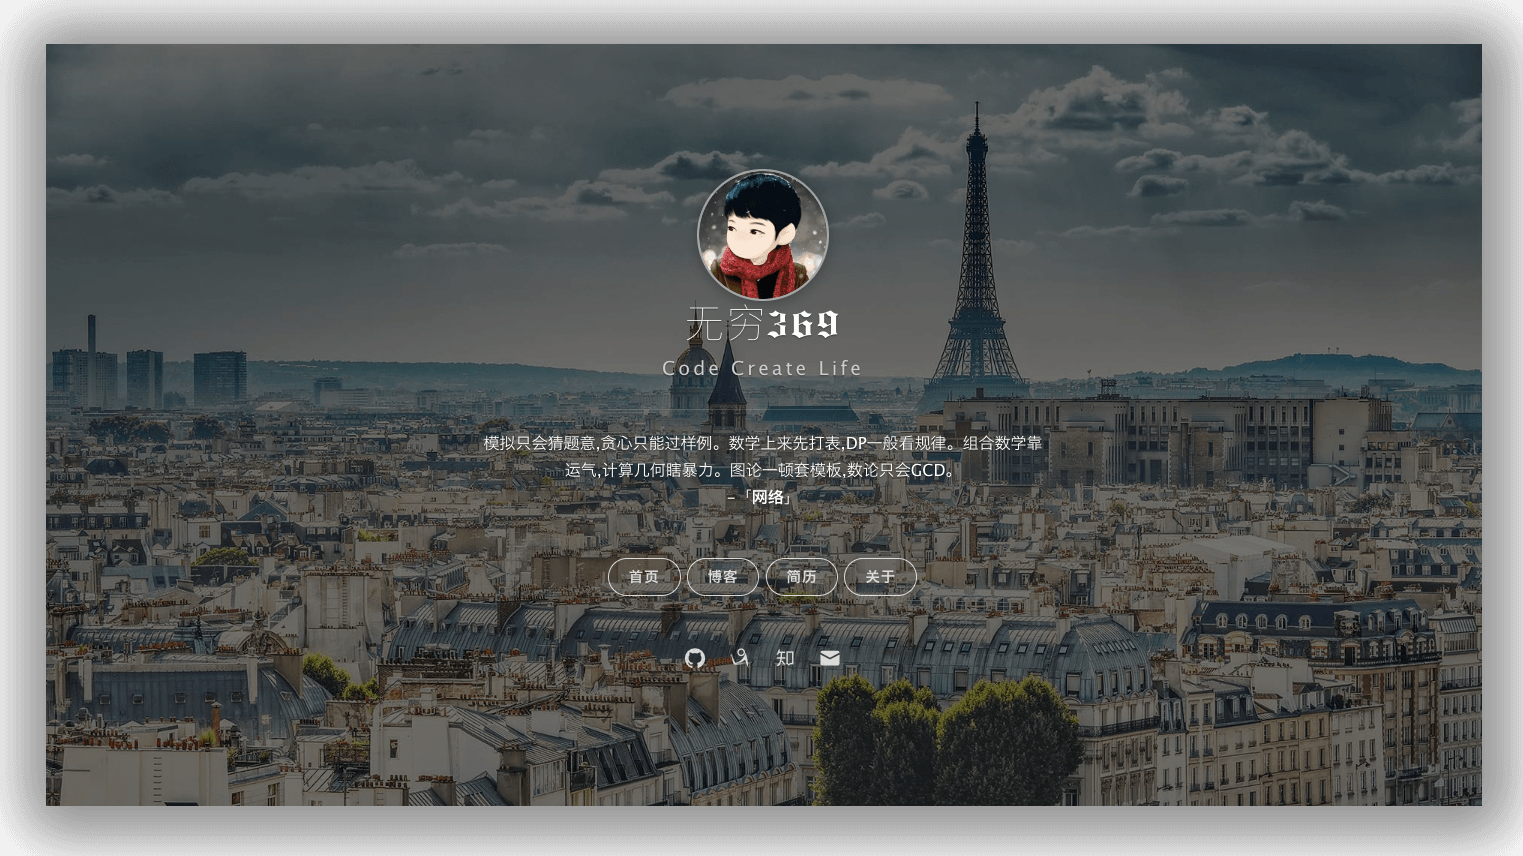 无穷369
Code Create Life
模拟只会猜题意,贪心只能过样例。数学上来先打表,DP一般看规律。组合数学靠
运气,计算几何瞎暴力。图论一顿套模板,数论只会GCD。
-「网络」
首页 博客 简历 关于
知